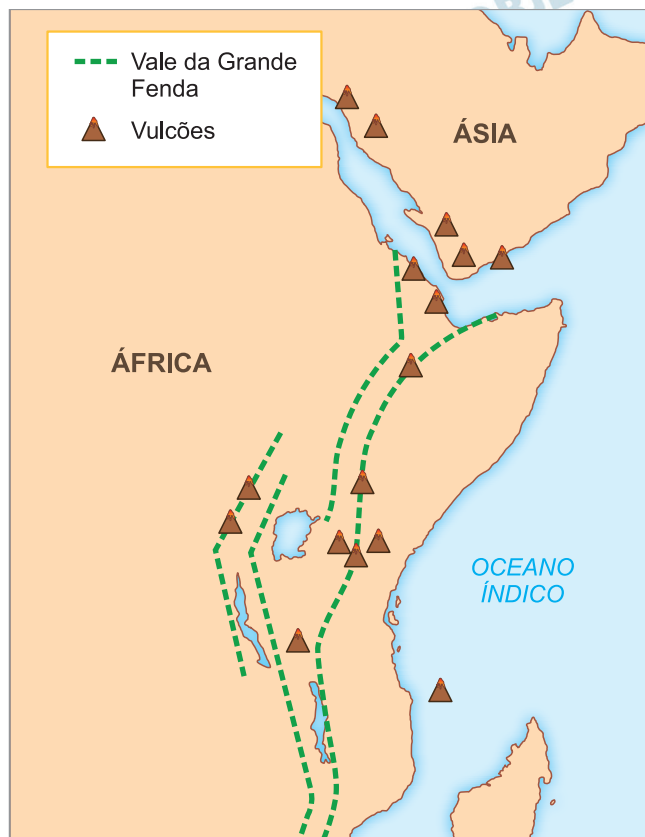 Vale da Grande
Fenda
Vulcões
ÁSIA
ÁFRICA
OCEANO
ÍNDICO